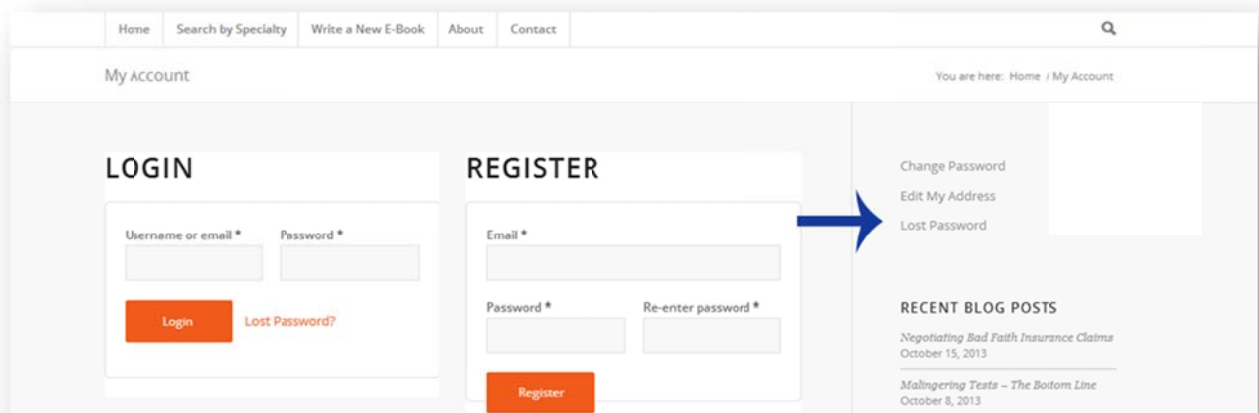 Home Search by Specialty Write a New E-Book About Contact
My Account
You are here: Home / My Account
LOGIN
Username or email *
Password *
Login
Lost Password?
REGISTER
Email *
Password *
Re-enter password *
Register
Change Password
Edit My Address
Lost Password
RECENT BLOG POSTS
Negotiating Bad Faith Insurance Claims
October 15, 2013
Malingering Tests – The Bottom Line
October 8, 2013